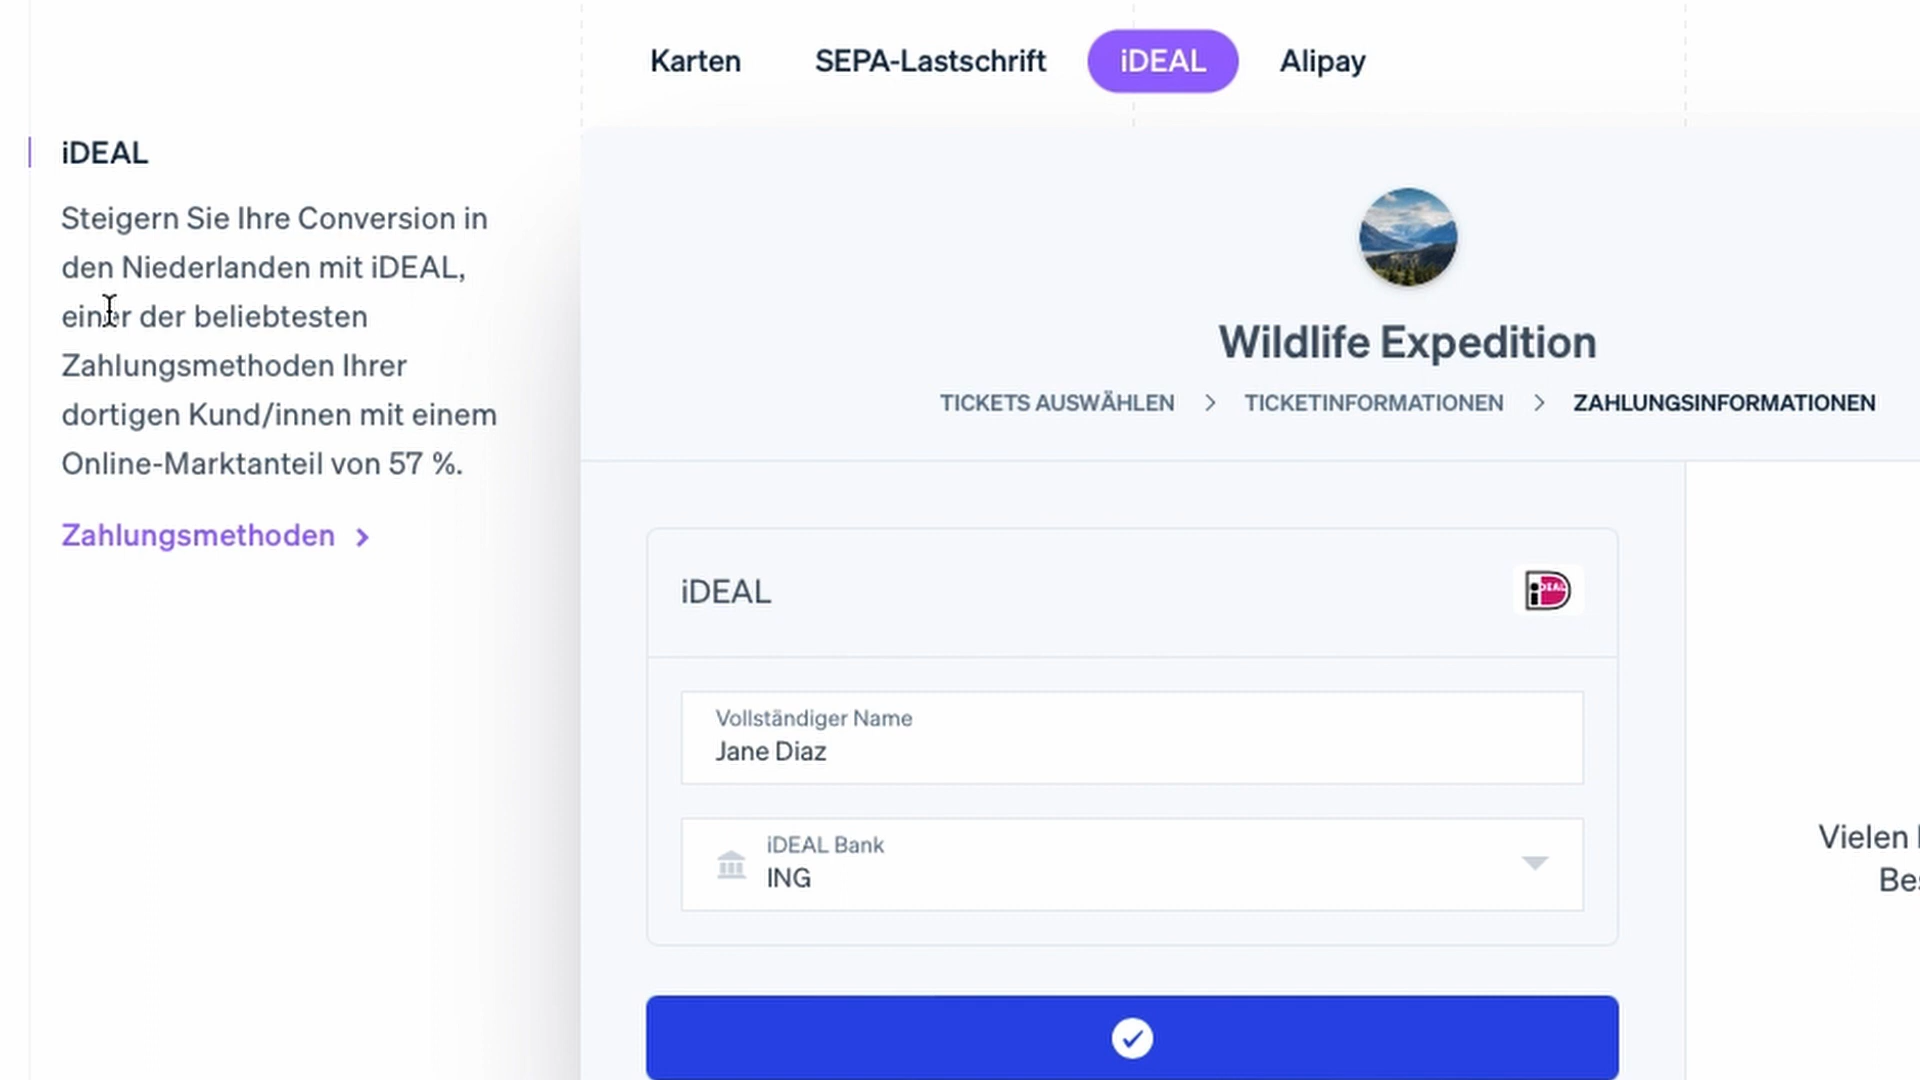 Karten
SEPA-Lastschrift
iDEAL
Alipay
iDEAL
Steigern Sie Ihre Conversion in
den Niederlanden mit iDEAL,
einer der beliebtesten
Zahlungsmethoden Ihrer
dortigen Kund/innen mit einem
Online-Marktanteil von 57 %.
Zahlungsmethoden
Wildlife Expedition
TICKETS AUSWÄHLEN > TICKETINFORMATIONEN > ZAHLUNGSINFORMATIONEN
iDEAL
iDEAL
Vollständiger Name
Jane Diaz
iDEAL Bank
ING
Vielen